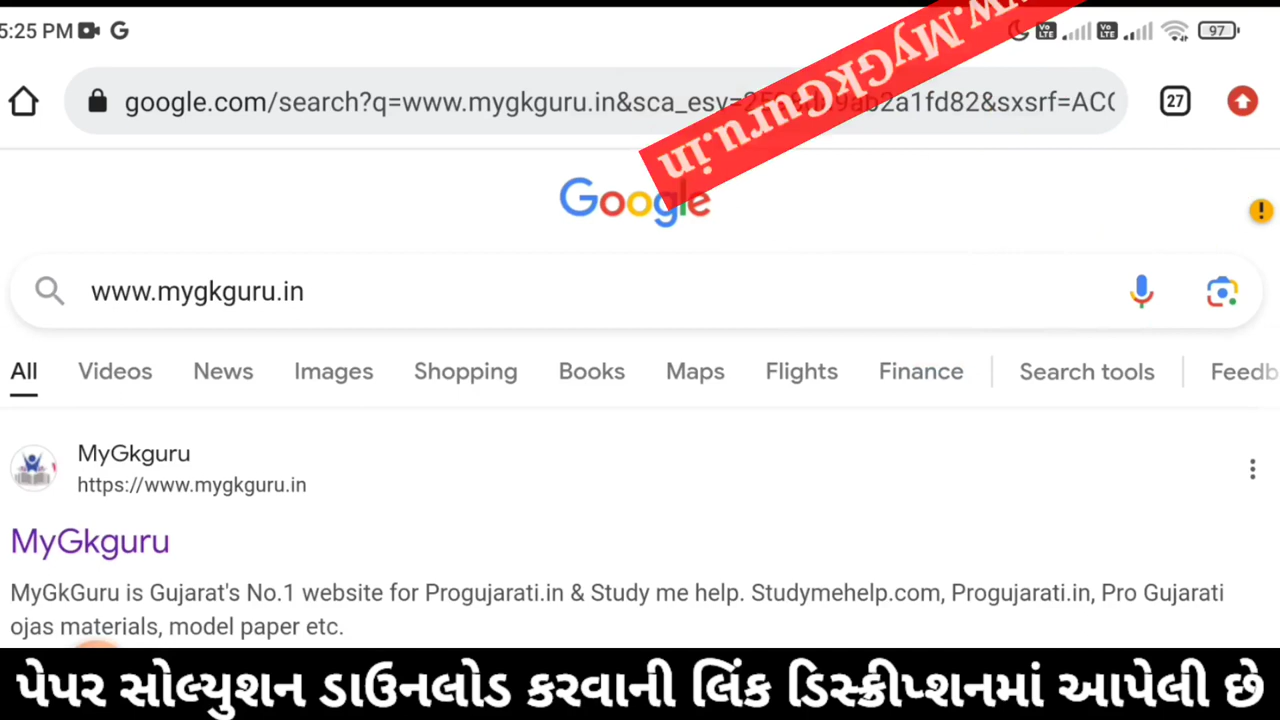 5:25 PM
97
google.com/search?q=www.mygkguru.in&sca_esv=
27
www.MyGKGuru.in
Google
www.mygkguru.in
All Videos News Images Shopping Books Maps Flights Finance Search tools Feedb
MyGkguru
https://www.mygkguru.in
MyGkguru
MyGkGuru is Gujarat's No.1 website for Progujarati.in & Study me help. Studymehelp.com, Progujarati.in, Pro Gujarati
ojas materials, model paper etc.
પેપર સોલ્યુશન ડાઉનલોડ કરવાની લિંક ડિસ્ક્રીપ્શનમાં આપેલી છે